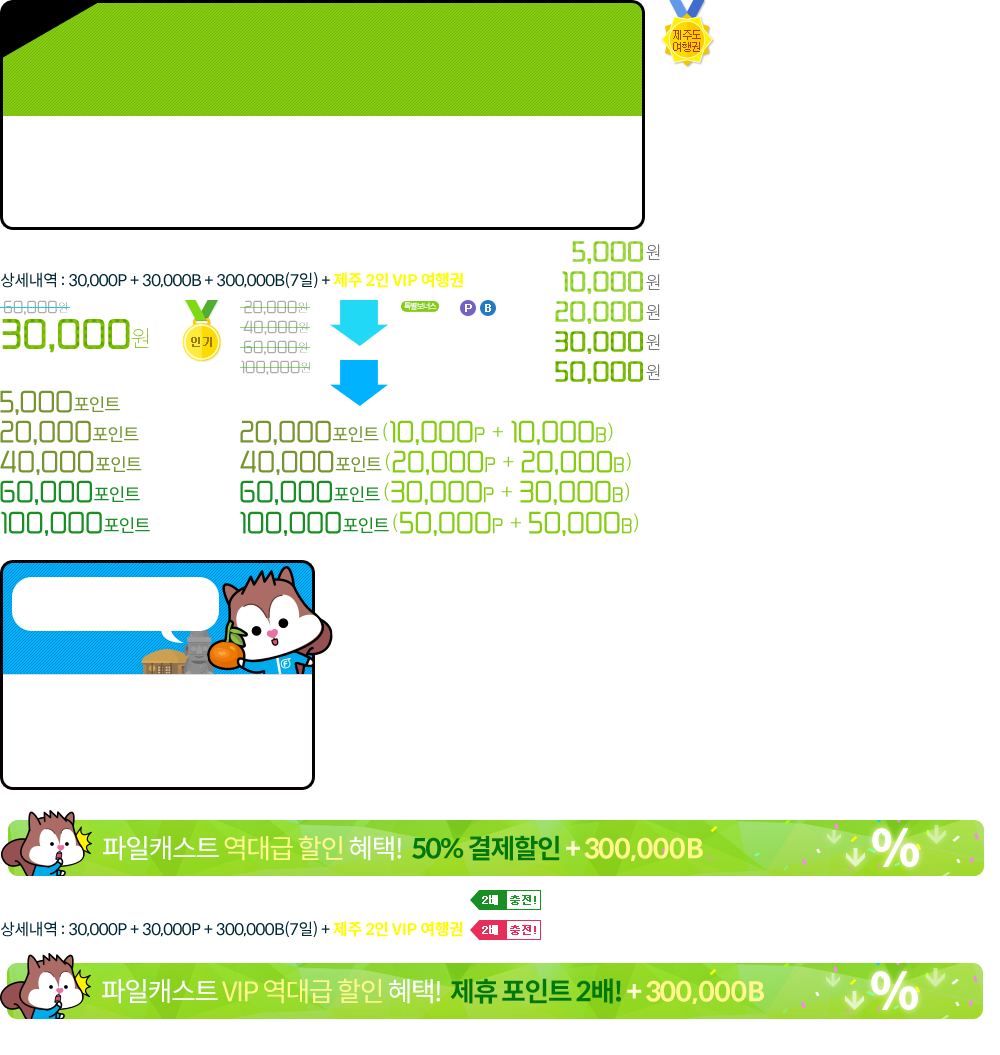 제주도
여행권
5,000원
상세내역 : 30,000P + 30,000B + 300,000B(7일) + 제주 2인 VIP 여행권
10,000원
20,000원
30,000원
50,000원
60,000원
30,000원
인기
20,000원
40,000원
60,000원
100,000원
특별보너스
P B
5,000포인트
20,000포인트
40,000포인트
60,000포인트
100,000포인트
20,000포인트 (10,000P + 10,000B)
40,000포인트 (20,000P + 20,000B)
60,000포인트 (30,000P + 30,000B)
100,000포인트 (50,000P + 50,000B)
파일캐스트 역대급 할인 혜택! 50% 결제할인 + 300,000B %
2배 충전!
상세내역 : 30,000P + 30,000P + 300,000B(7일) + 제주 2인 VIP 여행권
2배 충전!
파일캐스트 VIP 역대급 할인 혜택! 제휴 포인트 2배! + 300,000B %